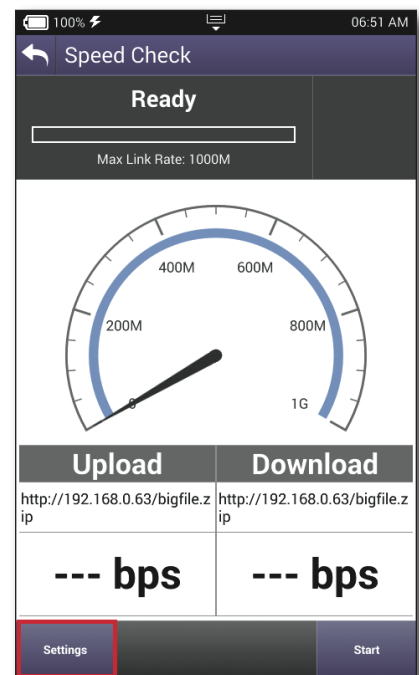 100% 06:51 AM
Speed Check
Ready
Max Link Rate: 1000M
400M 600M
200M 800M
0 1G
Upload Download
http://192.168.0.63/bigfile.z http://192.168.0.63/bigfile.z
ip ip
--- bps --- bps
Settings Start